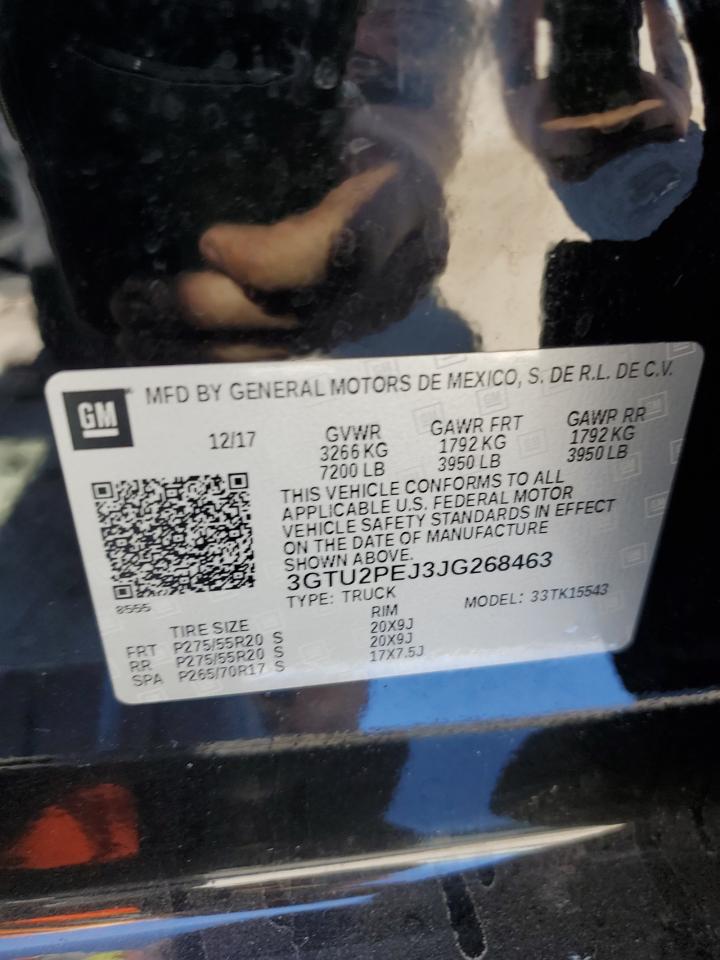 GM
MFD BY GENERAL MOTORS DE MEXICO, S. DE R.L. DE C.V.
12/17
GVWR
3266 KG
7200 LB
GAWR FRT
1792 KG
3950 LB
GAWR RR
1792 KG
3950 LB
THIS VEHICLE CONFORMS TO ALL
APPLICABLE U.S. FEDERAL MOTOR
VEHICLE SAFETY STANDARDS IN EFFECT
ON THE DATE OF MANUFACTURE
SHOWN ABOVE.
3GTU2PEJ3JG268463
TYPE: TRUCK
MODEL: 33TK15543
8555
TIRE SIZE RIM
FRT P275/55R20 S 20X9J
RR P275/55R20 S 20X9J
SPA P265/70R17 S 17X7.5J